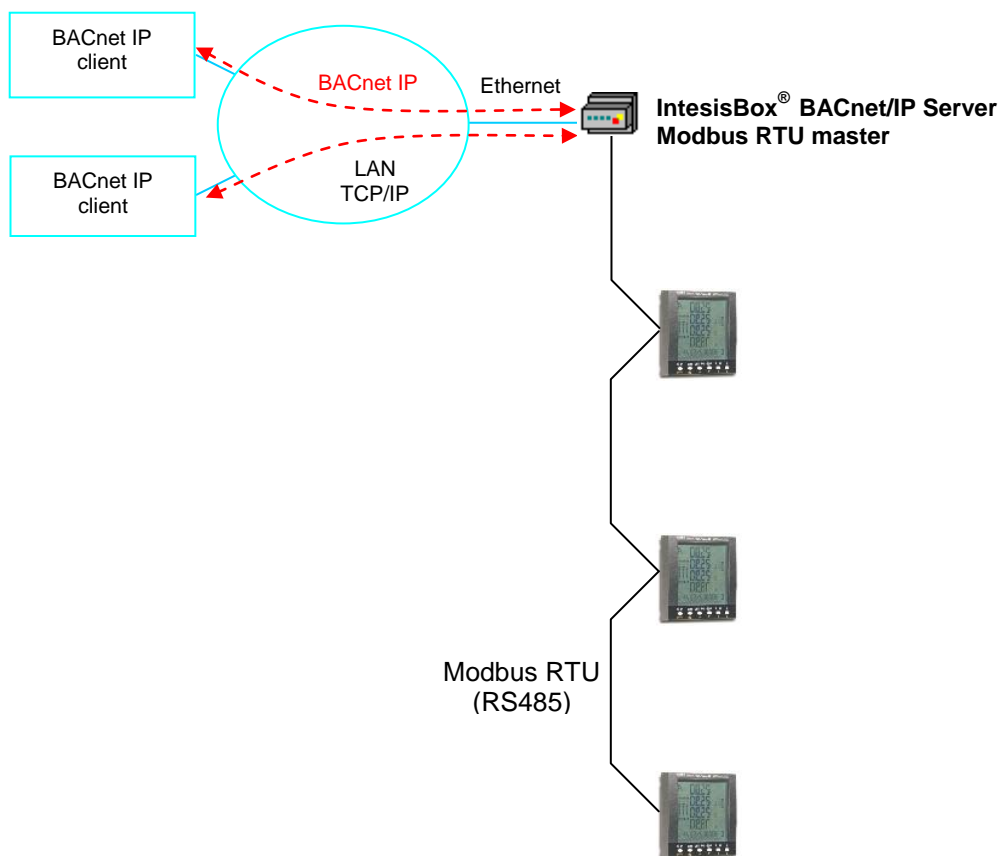 BACnet IP
client
BACnet IP
Ethernet
IntesisBox® BACnet/IP Server
Modbus RTU master
LAN
TCP/IP
BACnet IP
client
Modbus RTU
(RS485)